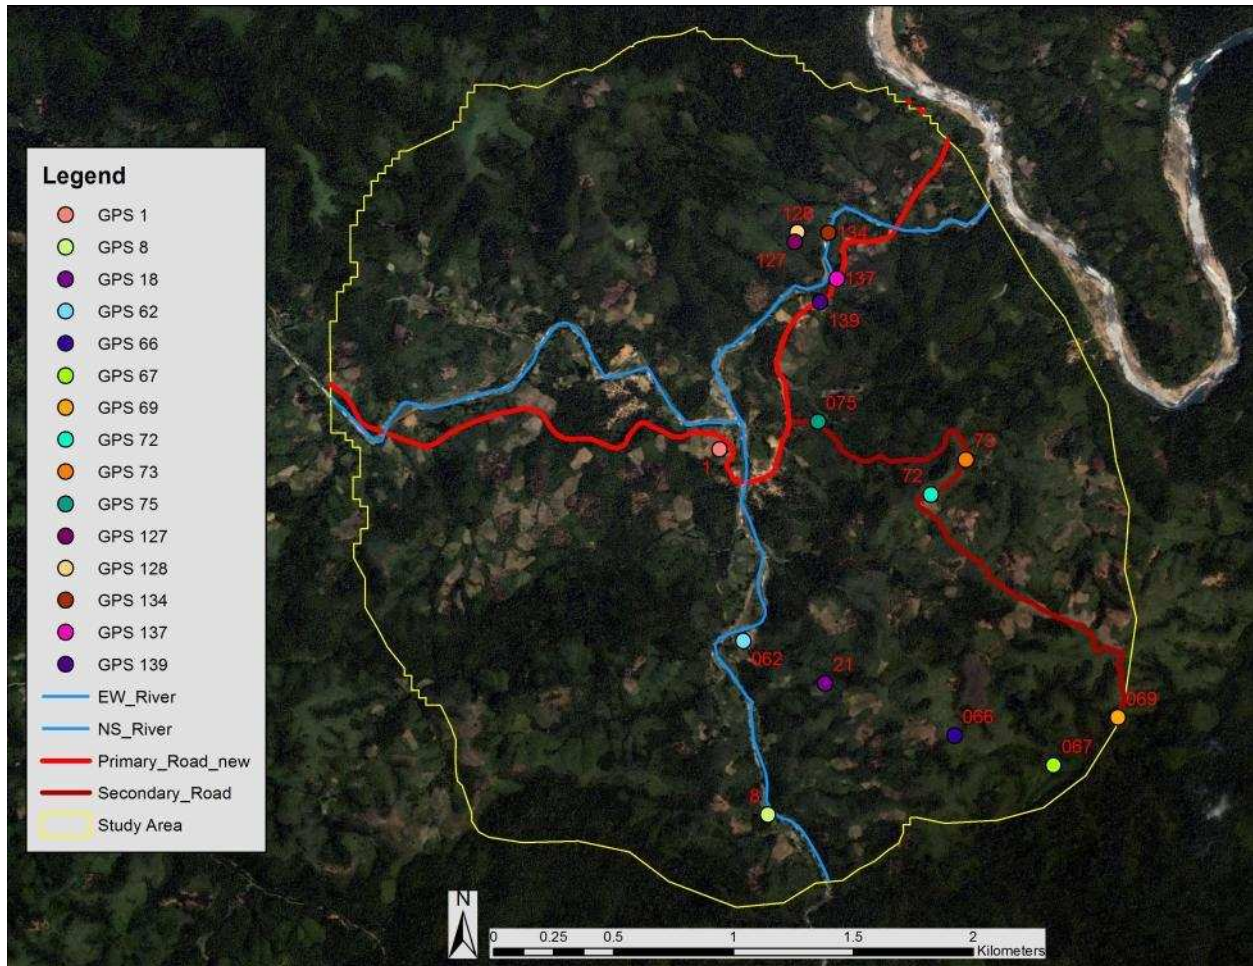 Legend
GPS 1
GPS 8
GPS 18
GPS 62
GPS 66
GPS 67
GPS 69
GPS 72
GPS 73
GPS 75
GPS 127
GPS 128
GPS 134
GPS 137
GPS 139
EW_River
NS_River
Primary_Road_new
Secondary_Road
Study Area
128
134
127
137
139
075
1
73
72
062
21
069
066
067
8
N
0 0.25 0.5 1 1.5 2
Kilometers